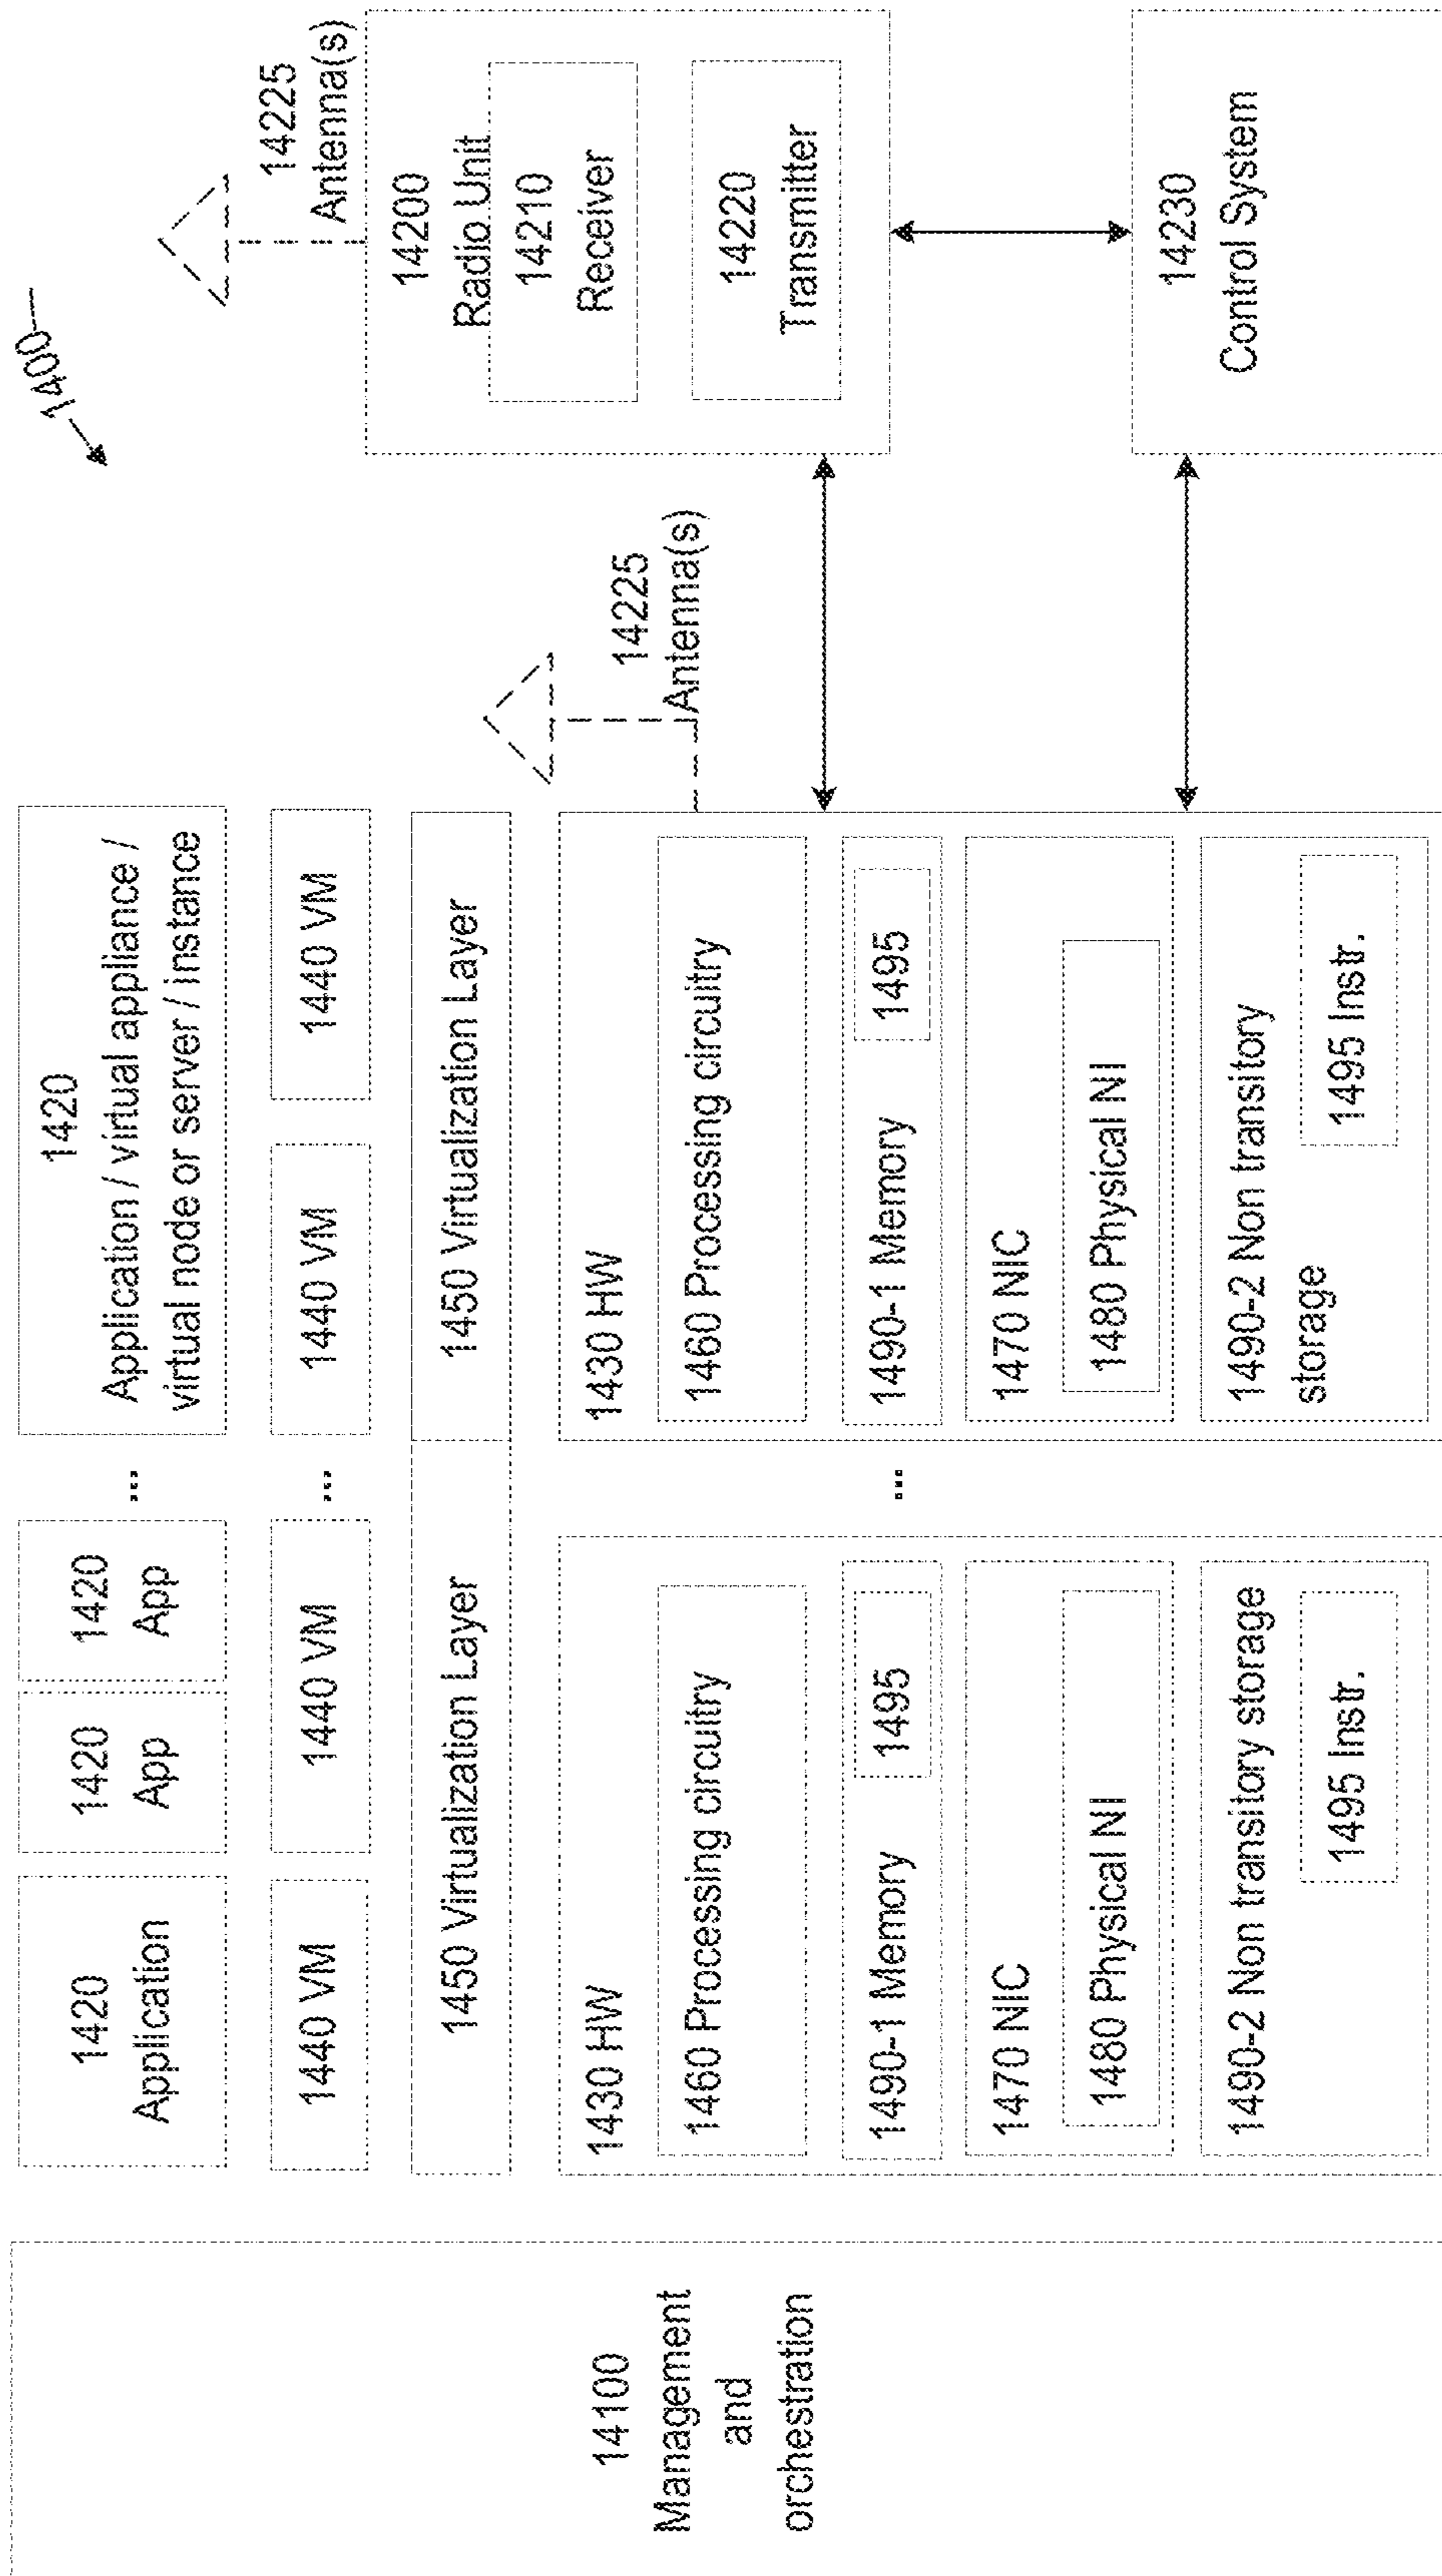 1400
14100
Management
and
orchestration
1420
Application
1420
App
1420
App
...
1420
Application / virtual appliance /
virtual node or server / instance
1440 VM
1440 VM
...
1440 VM
1440 VM
1450 Virtualization Layer
1450 Virtualization Layer
1430 HW
1460 Processing circuitry
1490-1 Memory
1495
1470 NIC
1480 Physical NI
1490-2 Non transitory storage
1495 Instr.
...
1430 HW
1460 Processing circuitry
1490-1 Memory
1495
1470 NIC
1480 Physical NI
1490-2 Non transitory
storage
1495 Instr.
14225
Antenna(s)
14225
Antenna(s)
14200
Radio Unit
14210
Receiver
14220
Transmitter
14230
Control System